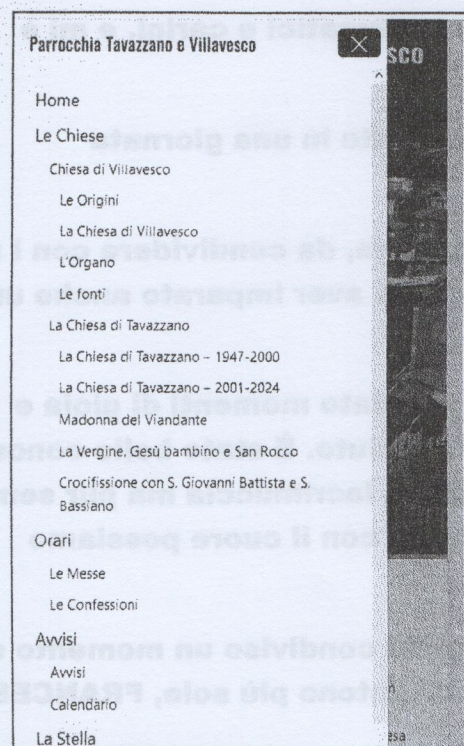 Parrocchia Tavazzano e Villavesco
SCO
Home
Le Chiese
Chiesa di Villavesco
Le Origini
La Chiesa di Villavesco
L'Organo
Le fonti
La Chiesa di Tavazzano
La Chiesa di Tavazzano – 1947-2000
La Chiesa di Tavazzano – 2001-2024
Madonna del Viandante
La Vergine, Gesù bambino e San Rocco
Crocifissione con S. Giovanni Battista e S.
Bassiano
Orari
Le Messe
Le Confessioni
Avvisi
Avvisi
Calendario
La Stella
esa